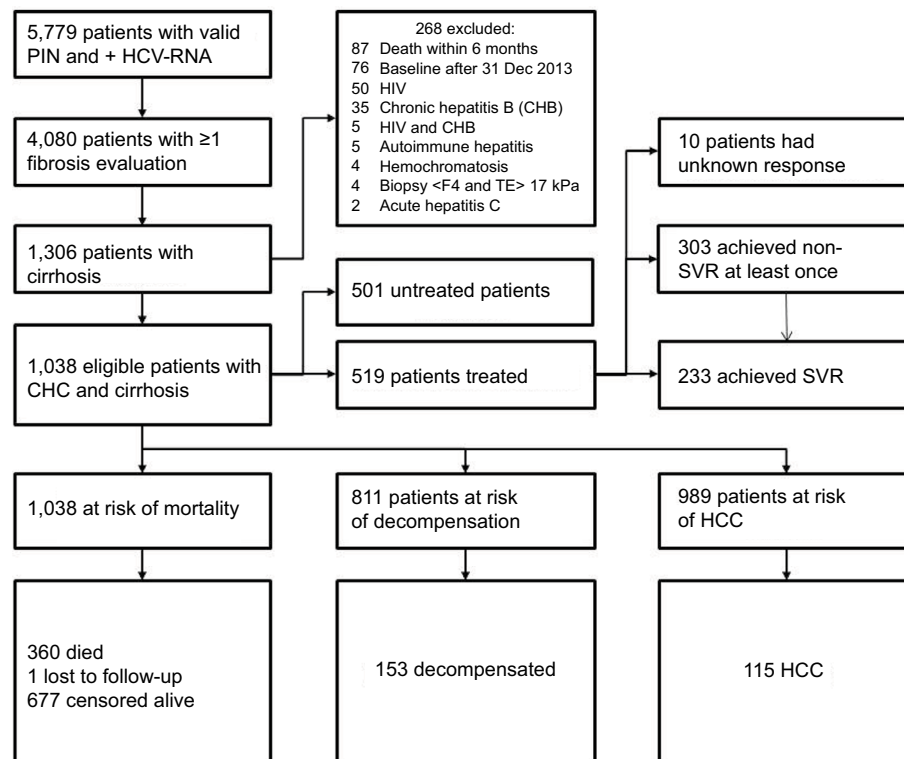 5,779 patients with valid
PIN and + HCV-RNA
4,080 patients with ≥1
fibrosis evaluation
1,306 patients with
cirrhosis
1,038 eligible patients with
CHC and cirrhosis
268 excluded:
87 Death within 6 months
76 Baseline after 31 Dec 2013
50 HIV
35 Chronic hepatitis B (CHB)
5 HIV and CHB
5 Autoimmune hepatitis
4 Hemochromatosis
4 Biopsy <F4 and TE> 17 kPa
2 Acute hepatitis C
501 untreated patients
519 patients treated
10 patients had
unknown response
303 achieved non-
SVR at least once
233 achieved SVR
1,038 at risk of mortality
811 patients at risk
of decompensation
989 patients at risk
of HCC
360 died
1 lost to follow-up
677 censored alive
153 decompensated
115 HCC